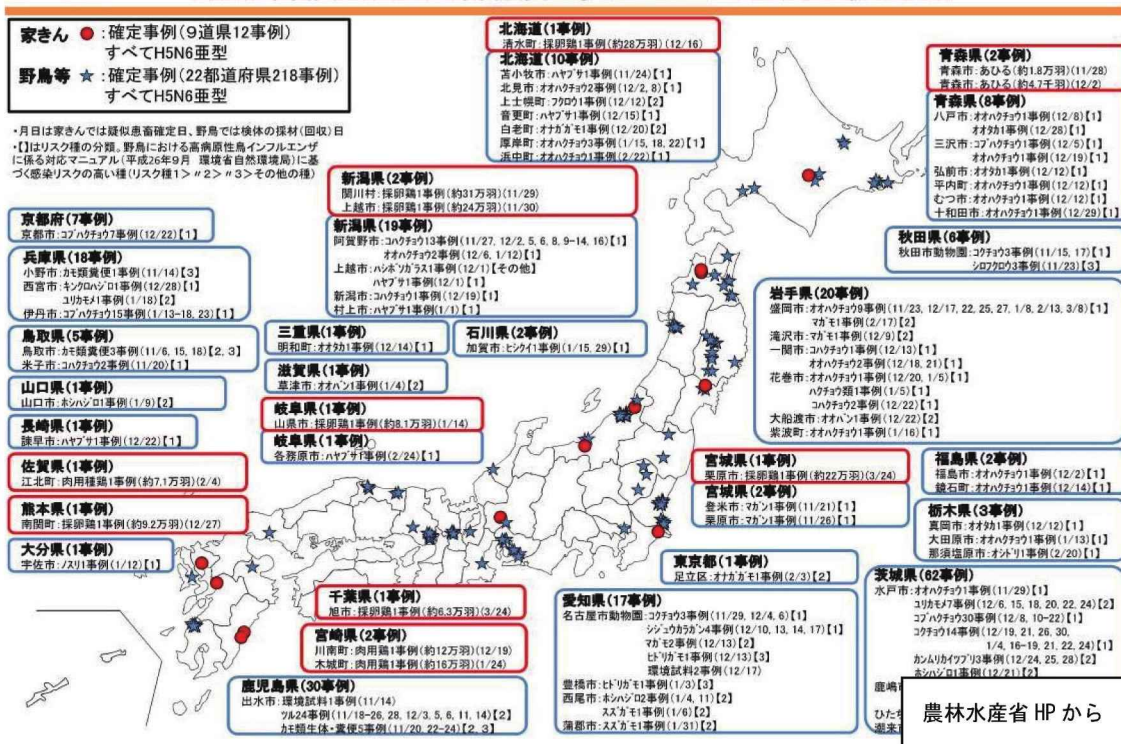 家きん ●:確定事例(9道県12事例)
すべてH5N6亜型
野鳥等 ★:確定事例(22都道府県218事例)
すべてH5N6亜型
・月日は家きんでは疑似患畜確定日、野鳥では検体の採材(回収)日
・【】はリスク種の分類。野鳥における高病原性鳥インフルエンザ
に係る対応マニュアル(平成26年9月 環境省自然環境局)に基
づく感染リスクの高い種(リスク種1>〃2>〃3>その他の種)
北海道(1事例)
清水町:採卵鶏1事例(約28万羽)(12/16)
北海道(10事例)
苫小牧市:ハヤブサ1事例(11/24)【1】
北見市:オオハクチョウ2事例(12/2, 8)【1】
上士幌町:フクロウ1事例(12/12)【2】
音更町:ハヤブサ1事例(12/15)【1】
白老町:オナガガモ1事例(12/20)【2】
厚岸町:オオハクチョウ3事例(1/15, 18, 22)【1】
浜中町:オオハクチョウ1事例(2/22)【1】
青森県(2事例)
青森市:あひる(約1.8万羽)(11/28)
青森市:あひる(約4.7千羽)(12/2)
青森県(8事例)
八戸市:オオハクチョウ1事例(12/8)【1】
オオタカ1事例(12/28)【1】
三沢市:コブハクチョウ1事例(12/5)【1】
オオハクチョウ1事例(12/19)【1】
弘前市:オオタカ1事例(12/12)【1】
平内町:オオハクチョウ1事例(12/12)【1】
むつ市:オオハクチョウ1事例(12/12)【1】
十和田市:オオハクチョウ1事例(12/29)【1】
新潟県(2事例)
関川村:採卵鶏1事例(約31万羽)(11/29)
上越市:採卵鶏1事例(約24万羽)(11/30)
新潟県(19事例)
阿賀野市:コハクチョウ13事例(11/27, 12/2, 5, 6, 8, 9-14, 16)【1】
オオハクチョウ2事例(12/6, 1/12)【1】
上越市:ハシボソガラス1事例(12/1)【その他】
ハヤブサ1事例(12/1)【1】
新潟市:コハクチョウ1事例(12/19)【1】
村上市:ハヤブサ1事例(1/1)【1】
京都府(7事例)
京都市:コブハクチョウ7事例(12/22)【1】
兵庫県(18事例)
小野市:カモ類糞便1事例(11/14)【3】
西宮市:キンクロハジロ1事例(12/28)【1】
ユリカモメ1事例(1/18)【2】
伊丹市:コブハクチョウ15事例(1/13-18, 23)【1】
鳥取県(5事例)
鳥取市:カモ類糞便3事例(11/6, 15, 18)【2, 3】
米子市:コハクチョウ2事例(11/20)【1】
山口県(1事例)
山口市:ホシハジロ1事例(1/9)【2】
長崎県(1事例)
諫早市:ハヤブサ1事例(12/22)【1】
佐賀県(1事例)
江北町:肉用種鶏1事例(約7.1万羽)(2/4)
熊本県(1事例)
南関町:採卵鶏1事例(約9.2万羽)(12/27)
大分県(1事例)
宇佐市:ノスリ1事例(1/12)【1】
三重県(1事例)
明和町:オオタカ1事例(12/14)【1】
石川県(2事例)
加賀市:ヒシクイ1事例(1/15, 29)【1】
滋賀県(1事例)
草津市:オオバン1事例(1/4)【2】
岐阜県(1事例)
山県市:採卵鶏1事例(約8.1万羽)(1/14)
岐阜県(1事例)
各務原市:ハヤブサ1事例(2/24)【1】
秋田県(6事例)
秋田市動物園:コクチョウ3事例(11/15, 17)【1】
シロフクロウ3事例(11/23)【3】
岩手県(20事例)
盛岡市:オオハクチョウ9事例(11/23, 12/17, 22, 25, 27, 1/8, 2/13, 3/8)【1】
マガモ1事例(2/17)【2】
滝沢市:マガモ1事例(12/9)【2】
一関市:コハクチョウ1事例(12/13)【1】
オオハクチョウ2事例(12/18, 21)【1】
花巻市:オオハクチョウ1事例(12/20, 1/5)【1】
ハクチョウ類1事例(1/5)【1】
コハクチョウ2事例(12/22)【1】
大船渡市:オオバン1事例(12/22)【2】
紫波町:オオハクチョウ1事例(1/16)【1】
宮城県(1事例)
栗原市:採卵鶏1事例(約22万羽)(3/24)
宮城県(2事例)
登米市:マガン1事例(11/21)【1】
栗原市:マガン1事例(11/26)【1】
福島県(2事例)
福島市:オオハクチョウ1事例(12/2)【1】
鏡石町:オオハクチョウ1事例(12/14)【1】
栃木県(3事例)
真岡市:オオタカ1事例(12/12)【1】
大田原市:オオハクチョウ1事例(1/13)【1】
那須塩原市:オシドリ1事例(2/20)【1】
東京都(1事例)
足立区:オナガガモ1事例(2/3)【2】
千葉県(1事例)
旭市:採卵鶏1事例(約6.3万羽)(3/24)
宮崎県(2事例)
川南町:肉用鶏1事例(約12万羽)(12/19)
木城町:肉用鶏1事例(約16万羽)(1/24)
鹿児島県(30事例)
出水市:環境試料1事例(11/14)
ツル24事例(11/18-26, 28, 12/3, 5, 6, 11, 14)【2】
カモ類生体・糞便5事例(11/20, 22-24)【2, 3】
愛知県(17事例)
名古屋市動物園:コクチョウ3事例(11/29, 12/4, 6)【1】
シジュウカラガン4事例(12/10, 13, 14, 17)【1】
マガモ2事例(12/13)【2】
ヒドリガモ1事例(12/13)【3】
環境試料2事例(12/17)
豊橋市:ヒドリガモ1事例(1/3)【3】
西尾市:ホシハジロ2事例(1/4, 11)【2】
スズガモ1事例(1/6)【2】
蒲郡市:スズガモ1事例(1/31)【2】
茨城県(62事例)
水戸市:オオハクチョウ1事例(11/29)【1】
ユリカモメ7事例(12/6, 15, 18, 20, 22, 24)【2】
コブハクチョウ30事例(12/8, 10-22)【1】
コクチョウ14事例(12/19, 21, 26, 30,
1/4, 16-19, 21, 22, 24)【1】
カンムリカイツブリ3事例(12/24, 25, 28)【2】
ホシハジロ1事例(12/21)【2】
鹿嶋市
ひたち
潮来
農林水産省 HP から